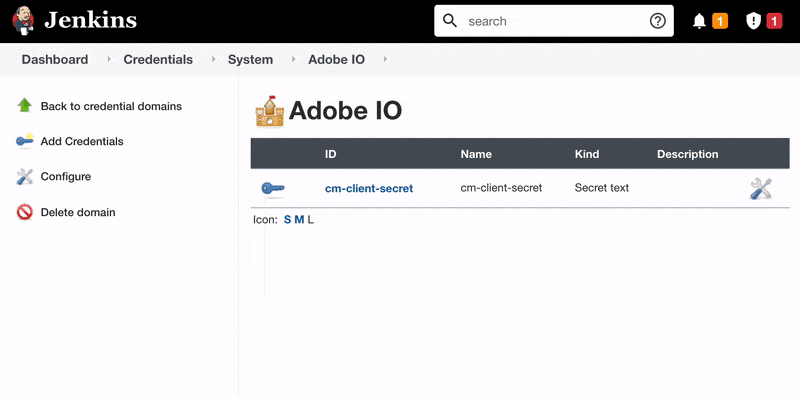 Jenkins
search
1
1
Dashboard Credentials System Adobe IO
Back to credential domains
Add Credentials
Configure
Delete domain
Adobe IO
ID Name Kind Description
cm-client-secret cm-client-secret Secret text
Icon: S M L